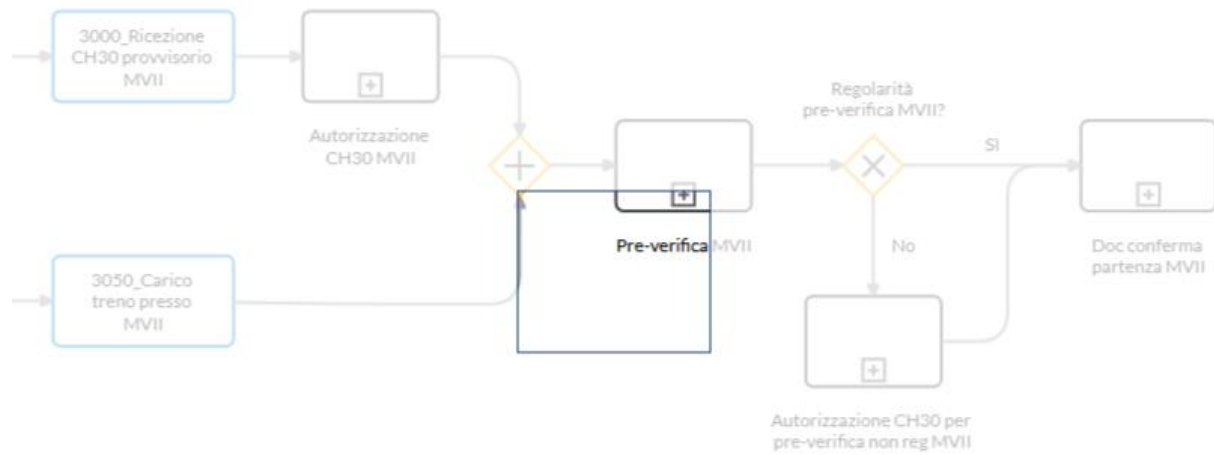 3000_Ricezione
CH30 provvisorio
MVII
Autorizzazione
CH30 MVII
Regolarità
pre-verifica MVII?
SI
Pre-verifica MVII
No
Doc conferma
partenza MVII
3050_Carico
treno presso
MVII
Autorizzazione CH30 per
pre-verifica non reg MVII